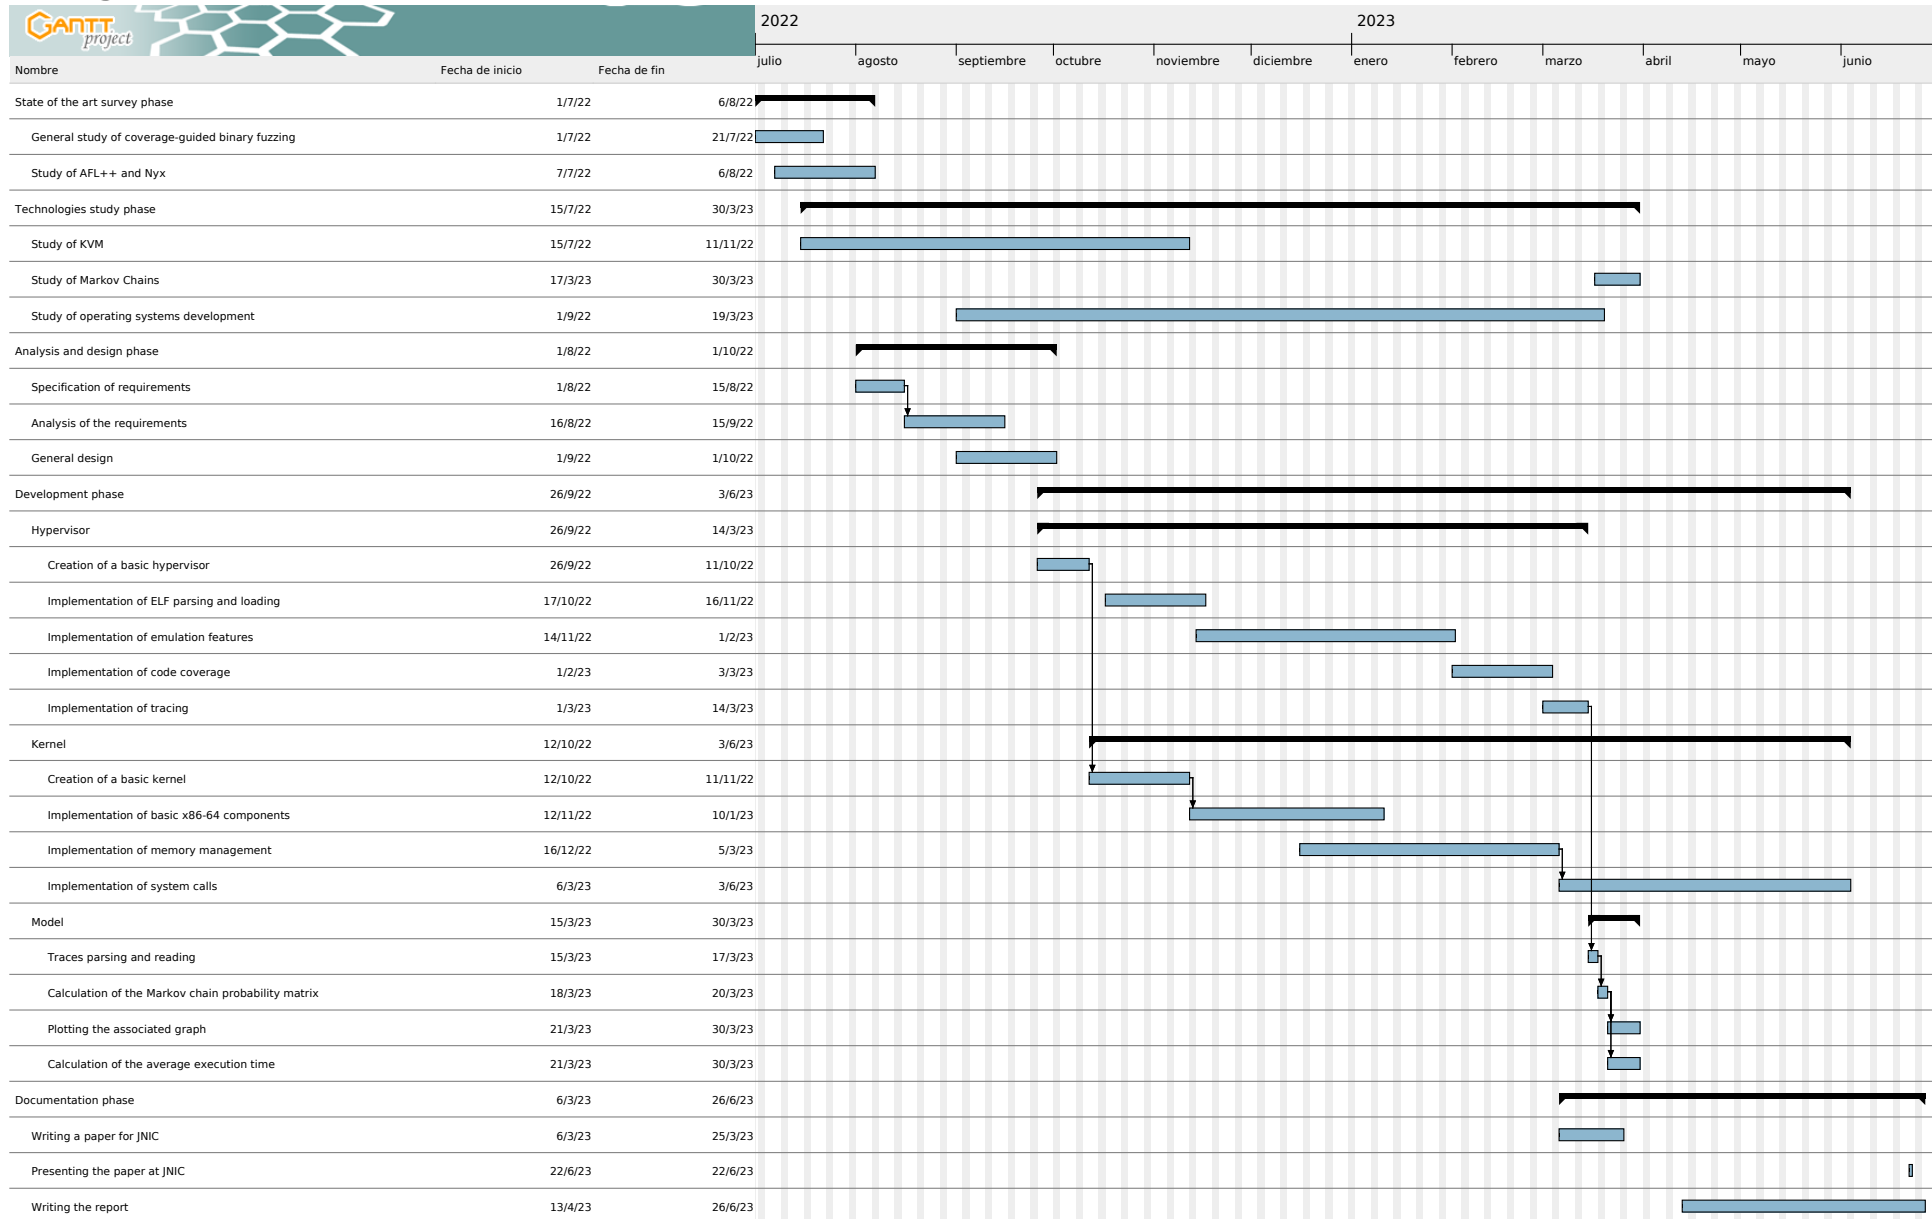 GANTT project
2022 2023
julio agosto septiembre octubre noviembre diciembre enero febrero marzo abril mayo junio
Nombre Fecha de inicio Fecha de fin
State of the art survey phase 1/7/22 6/8/22
General study of coverage-guided binary fuzzing 1/7/22 21/7/22
Study of AFL++ and Nyx 7/7/22 6/8/22
Technologies study phase 15/7/22 30/3/23
Study of KVM 15/7/22 11/11/22
Study of Markov Chains 17/3/23 30/3/23
Study of operating systems development 1/9/22 19/3/23
Analysis and design phase 1/8/22 1/10/22
Specification of requirements 1/8/22 15/8/22
Analysis of the requirements 16/8/22 15/9/22
General design 1/9/22 1/10/22
Development phase 26/9/22 3/6/23
Hypervisor 26/9/22 14/3/23
Creation of a basic hypervisor 26/9/22 11/10/22
Implementation of ELF parsing and loading 17/10/22 16/11/22
Implementation of emulation features 14/11/22 1/2/23
Implementation of code coverage 1/2/23 3/3/23
Implementation of tracing 1/3/23 14/3/23
Kernel 12/10/22 3/6/23
Creation of a basic kernel 12/10/22 11/11/22
Implementation of basic x86-64 components 12/11/22 10/1/23
Implementation of memory management 16/12/22 5/3/23
Implementation of system calls 6/3/23 3/6/23
Model 15/3/23 30/3/23
Traces parsing and reading 15/3/23 17/3/23
Calculation of the Markov chain probability matrix 18/3/23 20/3/23
Plotting the associated graph 21/3/23 30/3/23
Calculation of the average execution time 21/3/23 30/3/23
Documentation phase 6/3/23 26/6/23
Writing a paper for JNIC 6/3/23 25/3/23
Presenting the paper at JNIC 22/6/23 22/6/23
Writing the report 13/4/23 26/6/23